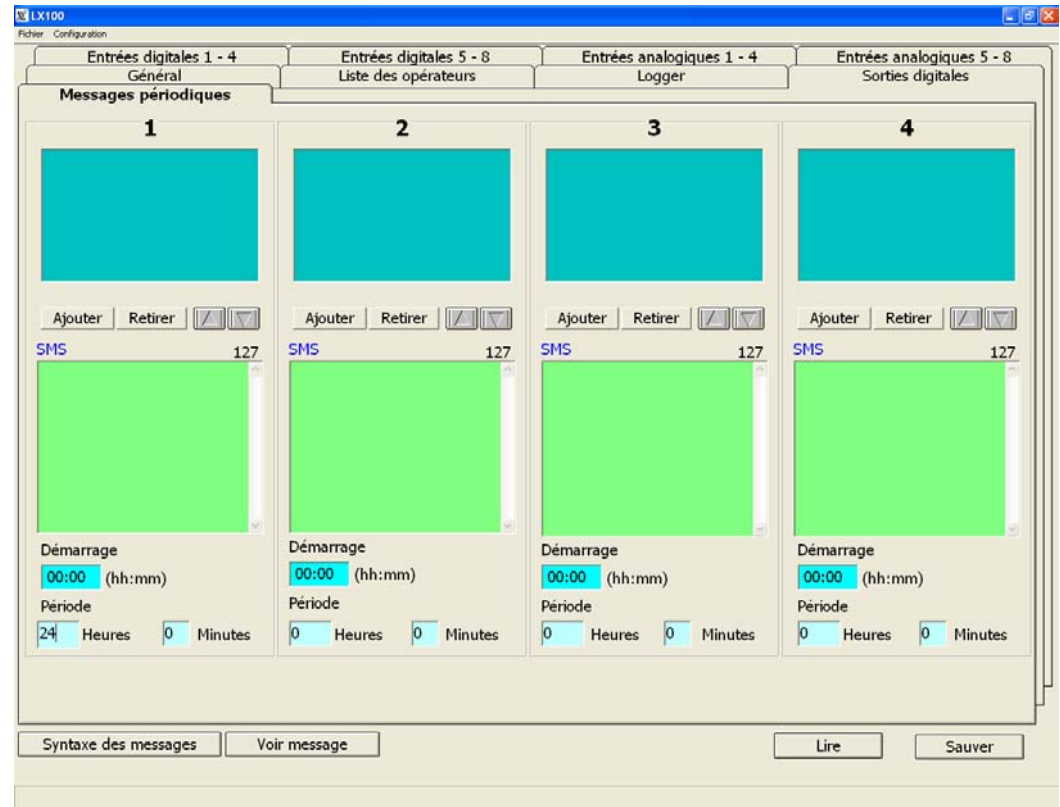 LX100
Fichier Configuration
Entrées digitales 1 - 4 Entrées digitales 5 - 8 Entrées analogiques 1 - 4 Entrées analogiques 5 - 8
Général Liste des opérateurs Logger Sorties digitales
Messages périodiques
1 2 3 4
Ajouter Retirer Ajouter Retirer Ajouter Retirer Ajouter Retirer
SMS 127 SMS 127 SMS 127 SMS 127
Démarrage Démarrage Démarrage Démarrage
00:00 (hh:mm) 00:00 (hh:mm) 00:00 (hh:mm) 00:00 (hh:mm)
Période Période Période Période
24 Heures 0 Minutes 0 Heures 0 Minutes 0 Heures 0 Minutes 0 Heures 0 Minutes
Syntaxe des messages Voir message Lire Sauver